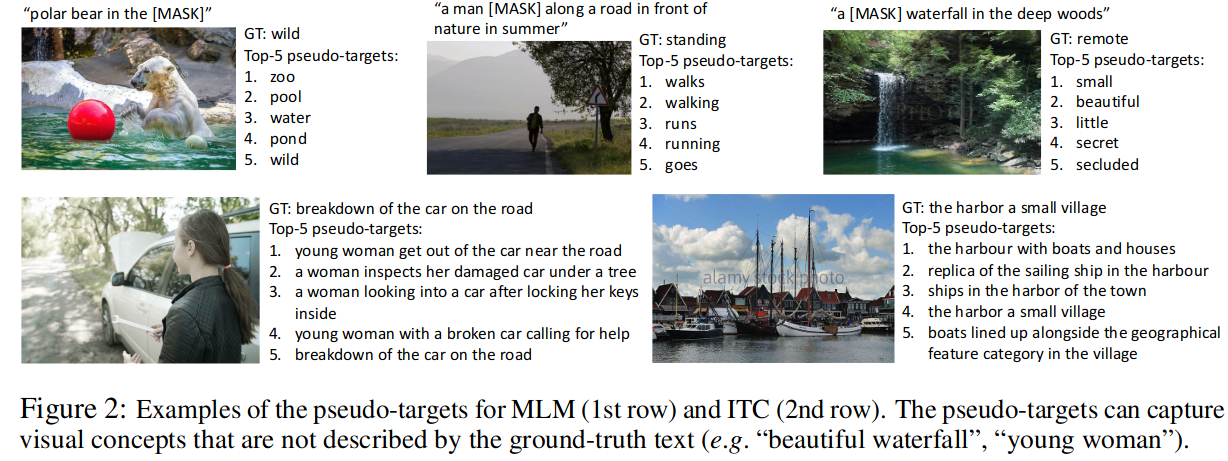 “polar bear in the [MASK]”
GT: wild
Top-5 pseudo-targets:
1. zoo
2. pool
3. water
4. pond
5. wild
“a man [MASK] along a road in front of
nature in summer”
GT: standing
Top-5 pseudo-targets:
1. walks
2. walking
3. runs
4. running
5. goes
“a [MASK] waterfall in the deep woods”
GT: remote
Top-5 pseudo-targets:
1. small
2. beautiful
3. little
4. secret
5. secluded
GT: breakdown of the car on the road
Top-5 pseudo-targets:
1. young woman get out of the car near the road
2. a woman inspects her damaged car under a tree
3. a woman looking into a car after locking her keys
inside
4. young woman with a broken car calling for help
5. breakdown of the car on the road
alamy stock photo
GT: the harbor a small village
Top-5 pseudo-targets:
1. the harbour with boats and houses
2. replica of the sailing ship in the harbour
3. ships in the harbor of the town
4. the harbor a small village
5. boats lined up alongside the geographical
feature category in the village
Figure 2: Examples of the pseudo-targets for MLM (1st row) and ITC (2nd row). The pseudo-targets can capture
visual concepts that are not described by the ground-truth text (e.g. “beautiful waterfall”, “young woman”).